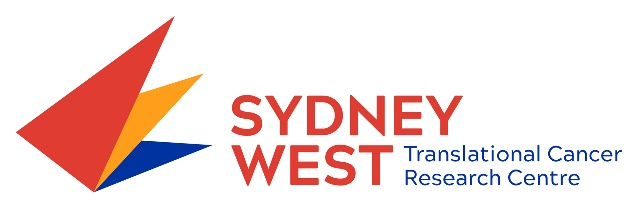 SYDNEY
WEST
Translational Cancer
Research Centre